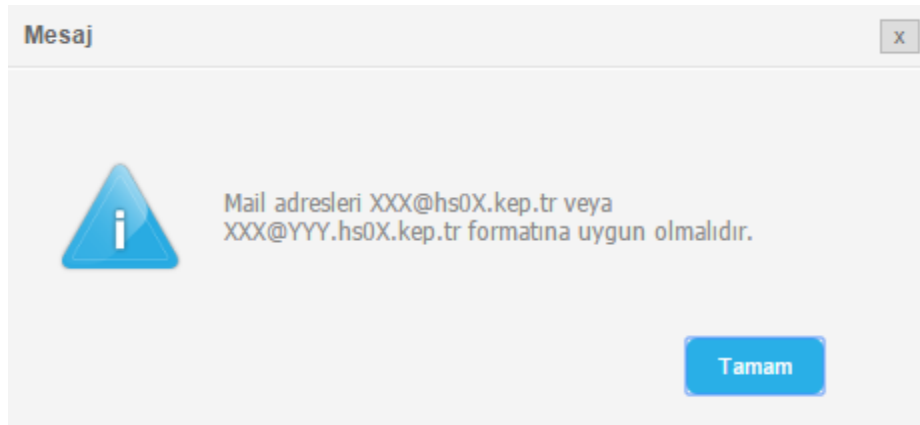 Mesaj
x
Mail adresleri XXX@hs0X.kep.tr veya
XXX@YYY.hs0X.kep.tr formatına uygun olmalıdır.
Tamam